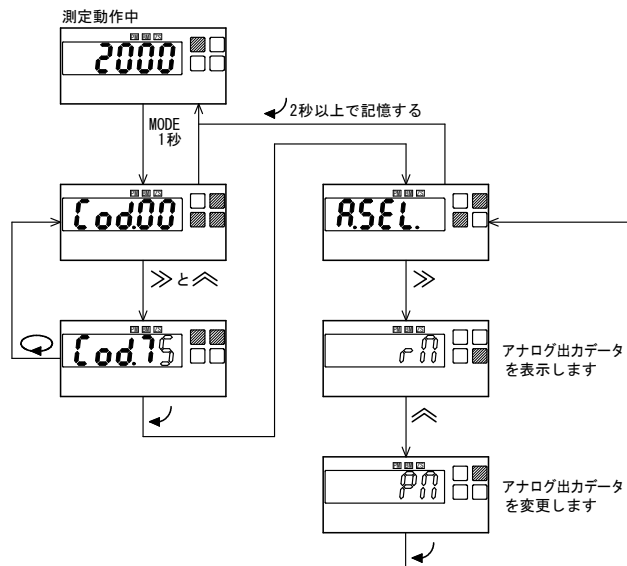 測定動作中
2000
MODE
1秒
2秒以上で記憶する
Cod.00
A.SEL.
≫と︽
≫
Cod.75
rM
アナログ出力データ
を表示します
︽
PM
アナログ出力データ
を変更します